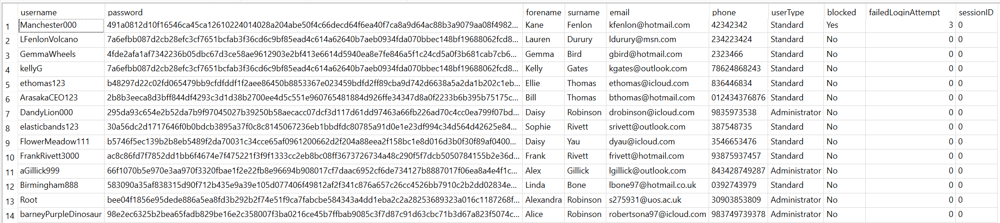 username password forename surname email phone userType blocked failedLoginAttempt sessionID
1 Manchester000 491a0812d10f16546ca45ca12610224014028a204abe50f4c66decd64f6ea40f7ca8a9d64ac88b3a9079aa08f4982... Kane Fenlon kfenlon@hotmail.com 42342342 Standard Yes 3 0
2 LFenlonVolcano 7a6efbb087d2cb28efc3cf7651bcfab3f36cd6c9bf85ead4c614a62640b7aeb0934fda070bbec148bf19688062fcd8... Lauren Durury ldurury@msn.com 234223424 Standard No 0 0
3 GemmaWheels 4fde2afa1af7342236b05dbc67d3ce58ae9612903e2bf413e6614d5940ea8e7fe846a5f1c24cd5a0f3b681cab7cb6... Gemma Bird gbird@hotmail.com 2323466 Standard No 0 0
4 kellyG 7a6efbb087d2cb28efc3cf7651bcfab3f36cd6c9bf85ead4c614a62640b7aeb0934fda070bbec148bf19688062fcd8... Kelly Gates kgates@outlook.com 78624868243 Standard No 0 0
5 ethomas123 b48297d22c02fd065479bb9cfdfddf1f2aee86450b8853367e023459bdfd2ff89cba9d742d6638a5a2da1b202c1eb... Ellie Thomas ethomas@icloud.com 836446834 Standard No 0 0
6 ArasakaCEO123 2b8b3eeca8d3bff844df4293c3d1d38b2700ee4d5c551e960765481884d926ffe34347d8a0f2233b6b395b75175c... Bill Thomas bthomas@hotmail.com 012434376876 Standard No 0 0
7 DandyLion000 295da93c654e2b52da7b9f97045027b39250b58aecacc07dcf3d117d61dd97463a66fb226ad70c4cc0ea799f07bd... Daisy Robinson drobinson@icloud.com 9835973538 Administrator No 0 0
8 elasticbands123 30a56dc2d1717646f0b0bdcb3895a37f0c8c8145067236eb1bbdfdc80785a91d0e1e23df994c34d564d42625e84... Sophie Rivett srivett@outlook.com 387548735 Standard No 0 0
9 FlowerMeadow111 b5746f5ec139b2b8eb5489f2da70031c34cce65af0961200662d2f204a88eea2f158bc1e8d016d3b0f30f89af0400... Daisy Yau dyau@icloud.com 3546653476 Standard No 0 0
10 FrankRivett3000 ac8c86fd7f7852dd1bb6f4674e7f475221f3f9f1333cc2eb8bc08ff3673726734a48c290f5f7dcb5050784155b2e36d... Frank Rivett frivett@hotmail.com 93875937457 Standard No 0 0
11 aGillick999 66f1070b5e970e3aa970f3320fbae1f2e22fb8e96694b908017cf7daac6952cf6de734127b8887017f06ea8a4e4f1c... Alex Gillick lgillick@outlook.com 843428749287 Administrator No 0 0
12 Birmingham888 583090a35af838315d90f712b435e9a39e105d077406f49812af2f341c876a657c26cc4526bb7910c2b2dd02834e... Linda Bone lbone97@hotmail.co.uk 0392743979 Standard No 0 0
13 Root bee04f1856e95dede886a5ea8fd3b292b2f74e51f9ca7fabcbe584343a4dd1eba2c2a28253689323a016c1187268f... Alexandra Robinson s275931@uos.ac.uk 30903853809 Administrator No 0 0
14 barneyPurpleDinosaur 98e2ec6325b2bea65fadb829be16e2c358007f3ba0216ce45b7ffbab9085c3f7d87c91d63cbc71b3d67a823f5074c... Alice Robinson robertsona97@icloud.com 983749739378 Administrator No 0 0